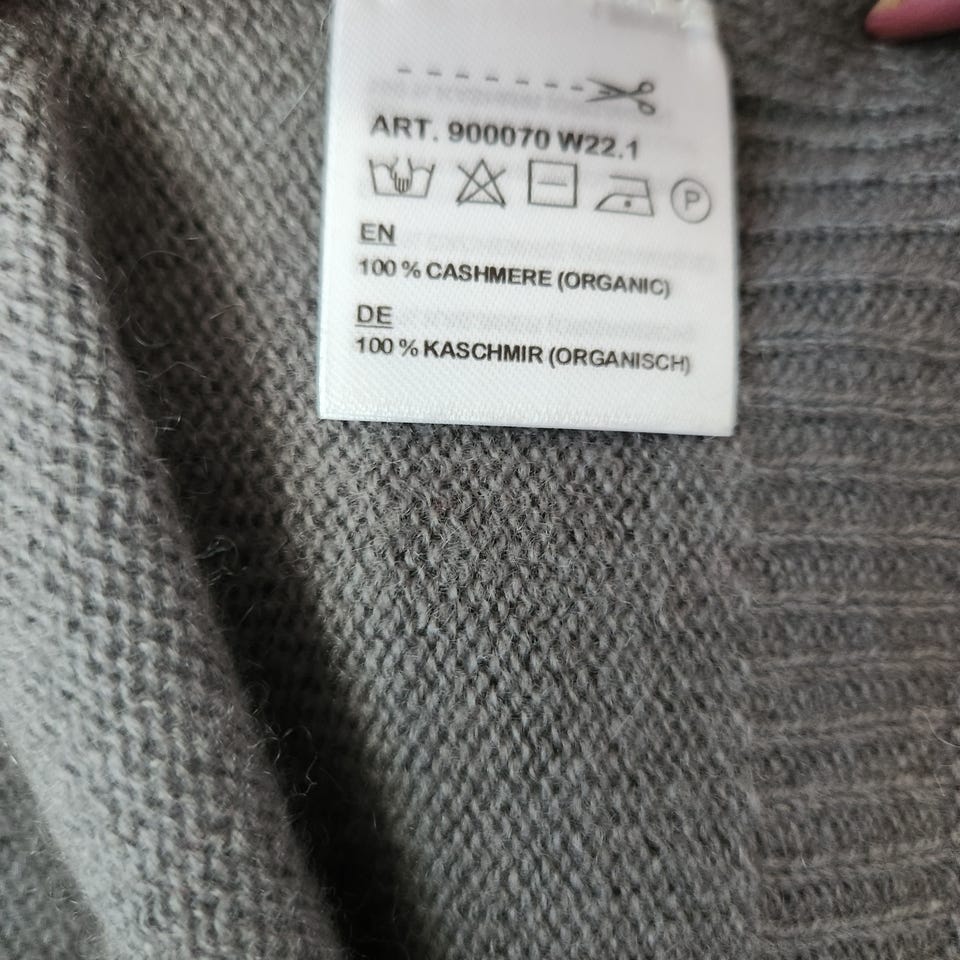 ART. 900070 W22.1
P
EN
100 % CASHMERE (ORGANIC)
DE
100 % KASCHMIR (ORGANISCH)